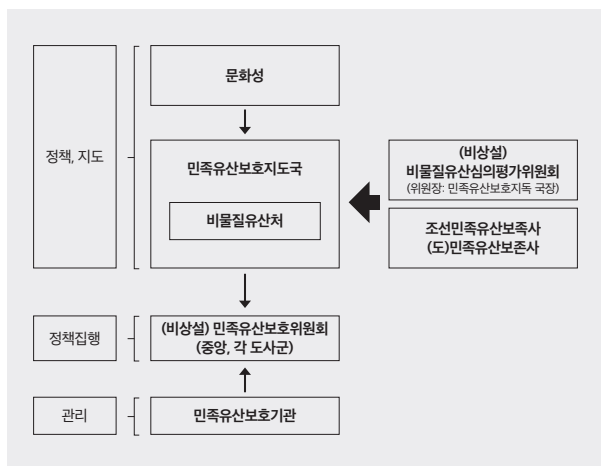 문화성
정책, 지도
민족유산보호지도국
비물질유산처
(비상설)
비물질유산심의평가위원회
(위원장: 민족유산보호지독 국장)
조선민족유산보족사
(도)민족유산보존사
정책집행
(비상설) 민족유산보호위원회
(중앙, 각 도사군)
관리
민족유산보호기관